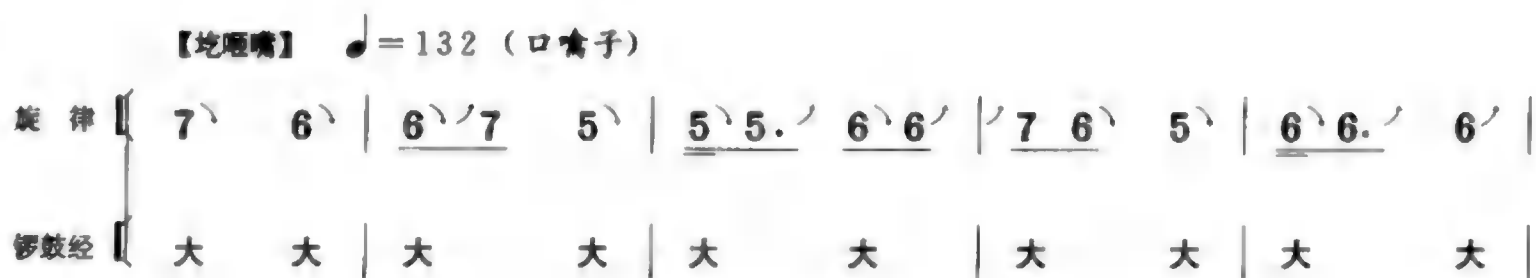 【圪咂嘴】 ♩=132 (口噙子)
旋律 7 6 | 6 7 5 | 5 5. 6 6 | 7 6 5 | 6 6. 6 |
锣鼓经 大 大 | 大 大 | 大 大 | 大 大 | 大 大 |